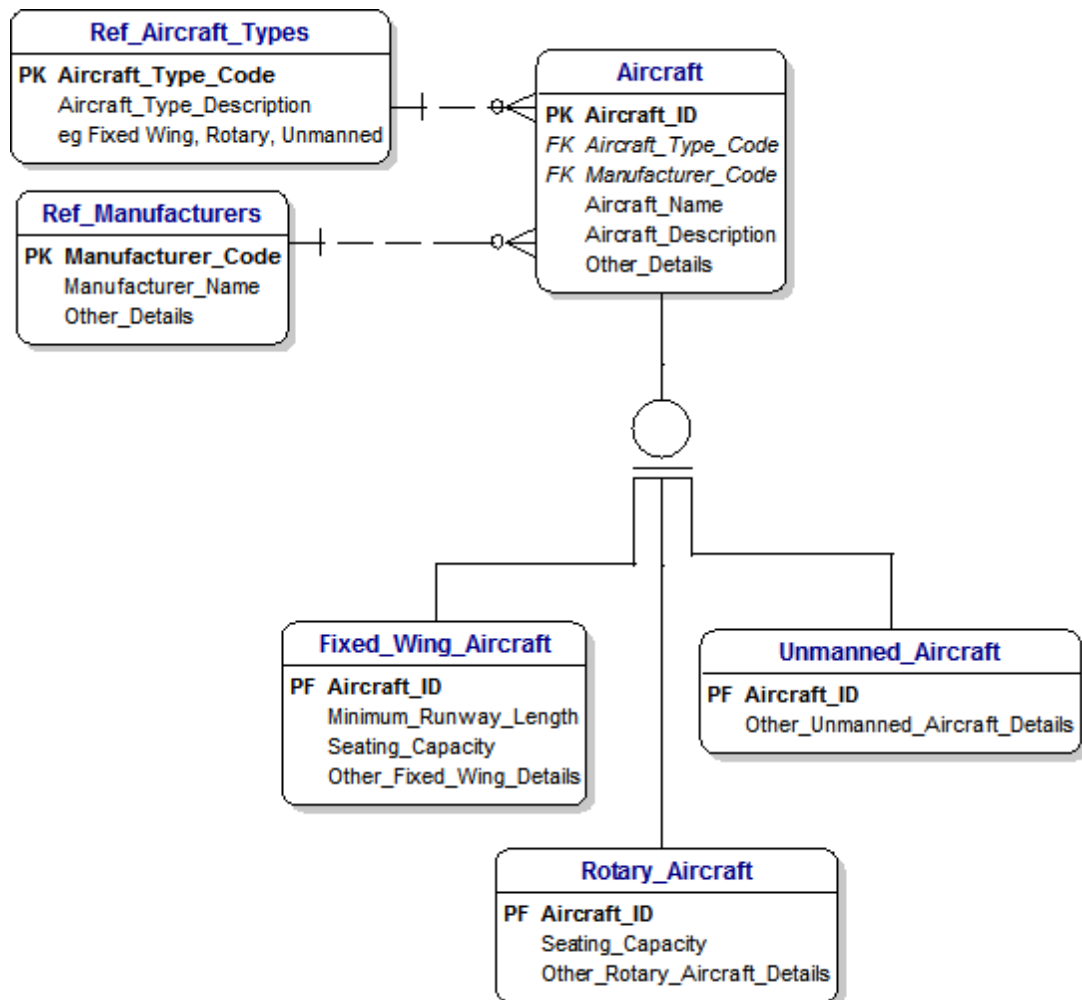 Ref_Aircraft_Types
PK Aircraft_Type_Code
Aircraft_Type_Description
eg Fixed Wing, Rotary, Unmanned
Aircraft
PK Aircraft_ID
FK Aircraft_Type_Code
FK Manufacturer_Code
Aircraft_Name
Aircraft_Description
Other_Details
Ref_Manufacturers
PK Manufacturer_Code
Manufacturer_Name
Other_Details
Fixed_Wing_Aircraft
PF Aircraft_ID
Minimum_Runway_Length
Seating_Capacity
Other_Fixed_Wing_Details
Unmanned_Aircraft
PF Aircraft_ID
Other_Unmanned_Aircraft_Details
Rotary_Aircraft
PF Aircraft_ID
Seating_Capacity
Other_Rotary_Aircraft_Details